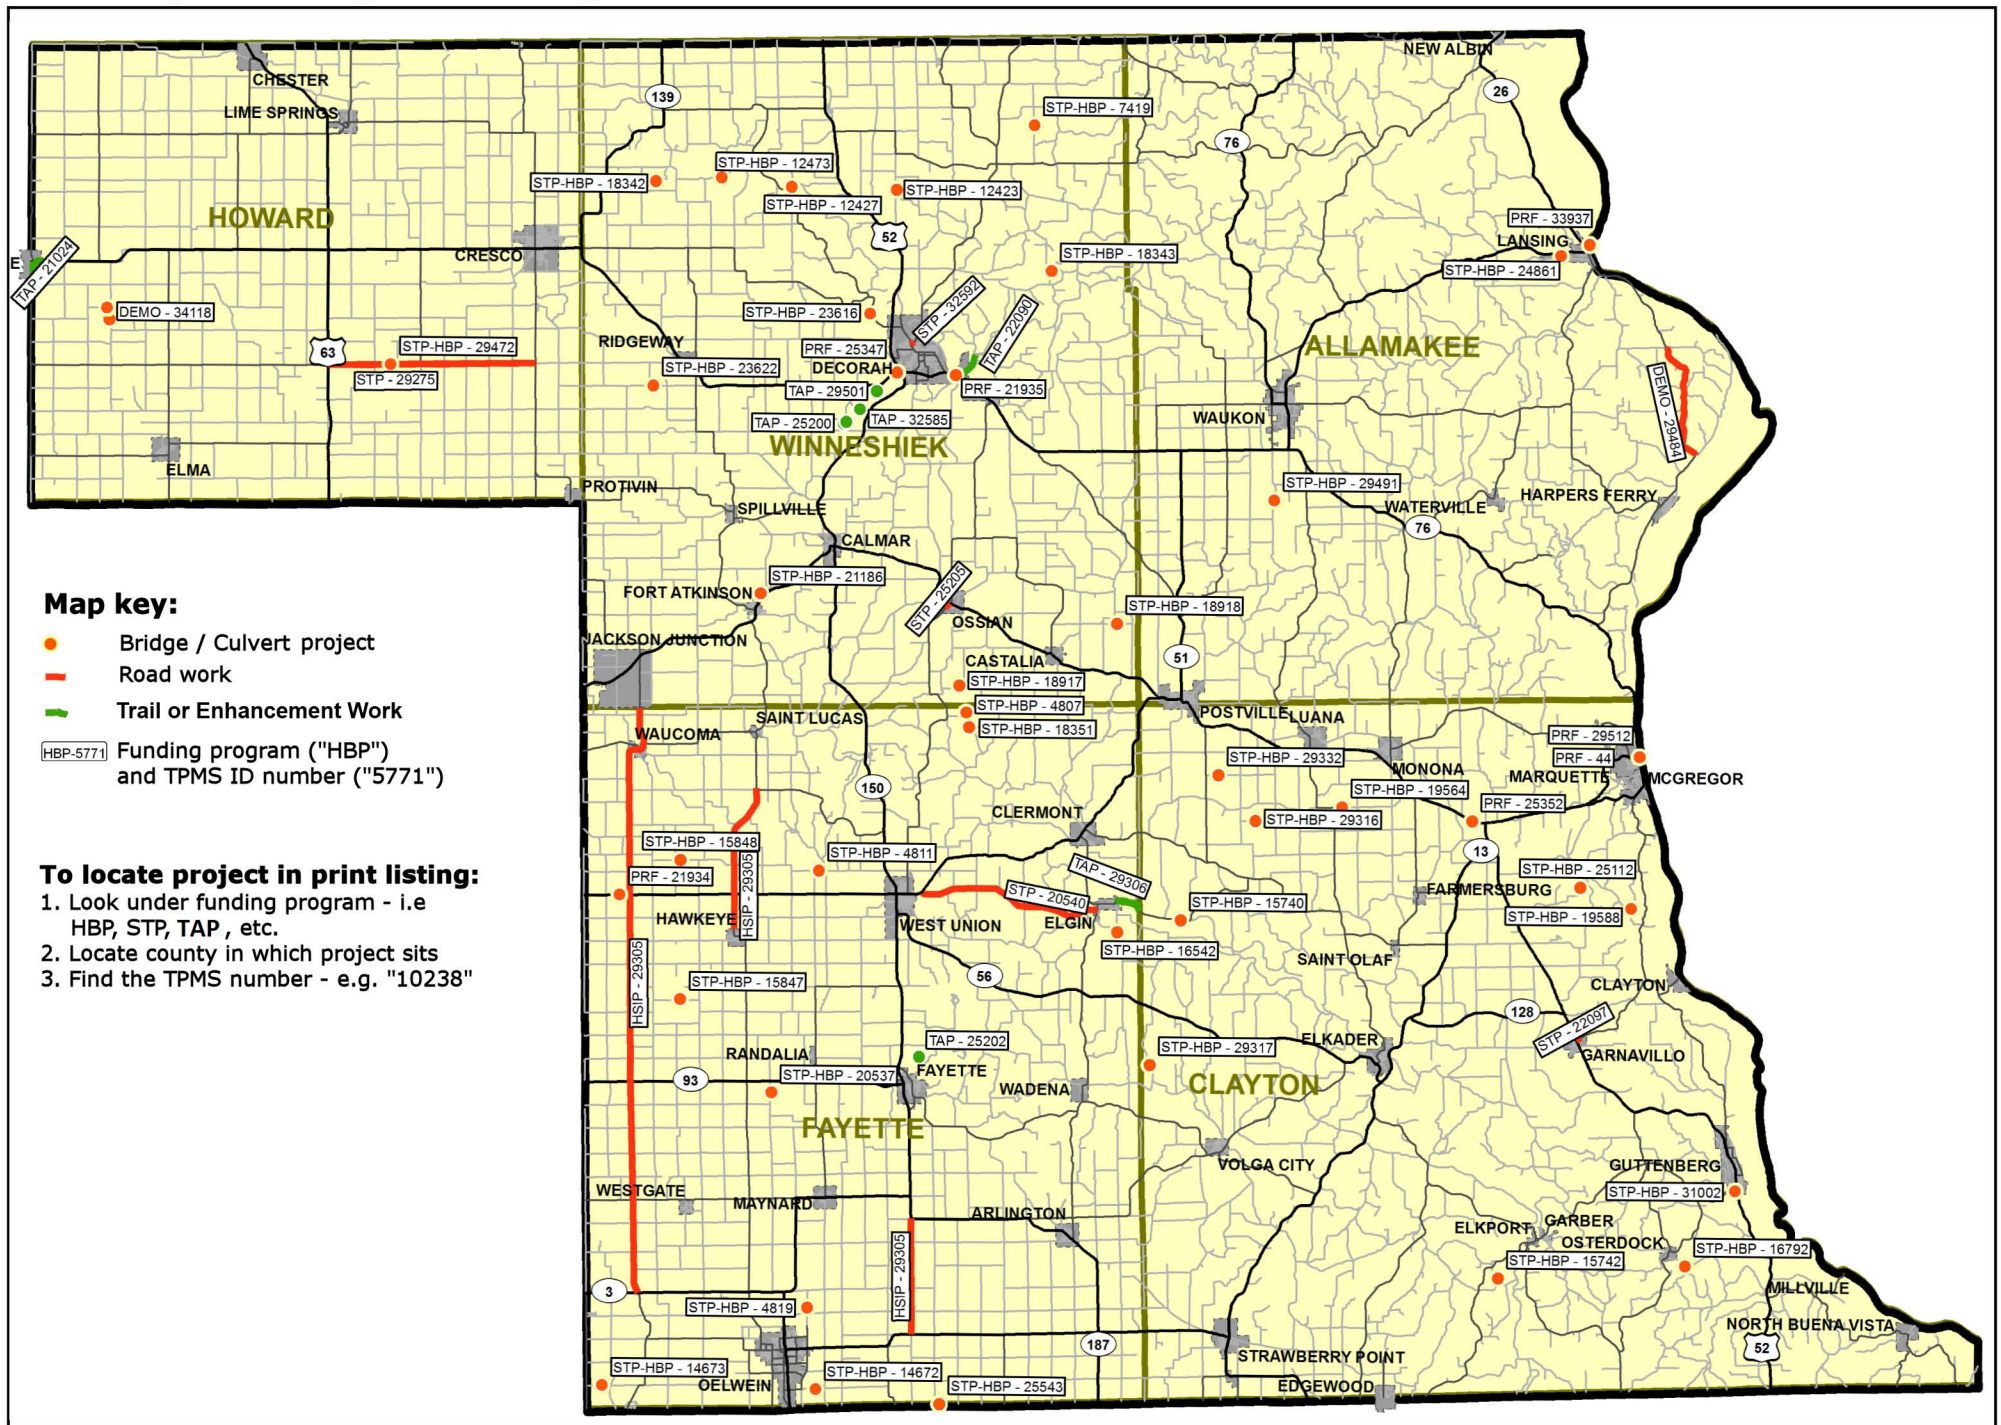 NEW ALBIN
CHESTER
26
139
LIME SPRINGS
STP-HBP - 7419
76
STP-HBP - 12473
STP-HBP - 18342
STP-HBP - 12423
STP-HBP - 12427
HOWARD
PRF - 33937
52
LANSING
CRESCO
STP-HBP - 18343
E
TAP - 21024
STP-HBP - 24861
DEMO - 34118
STP-HBP - 23616
STP - 32592
TAP - 22090
RIDGEWAY
63
STP-HBP - 29472
PRF - 25347
ALLAMAKEE
STP-HBP - 23622
DECORAH
STP - 29275
TAP - 29501
PRF - 21935
DEMO - 29484
TAP - 25200
TAP - 32585
WAUKON
WINNESHIEK
ELMA
PROTIVIN
STP-HBP - 29491
HARPERS FERRY
SPILLVILLE
WATERVILLE
76
CALMAR
STP-HBP - 21186
FORT ATKINSON
STP - 25205
STP-HBP - 18918
OSSIAN
JACKSON JUNCTION
51
CASTALIA
STP-HBP - 18917
STP-HBP - 4807
POSTVILLE
LUANA
SAINT LUCAS
STP-HBP - 18351
WAUCOMA
PRF - 29512
STP-HBP - 29332
PRF - 44
MONONA
MARQUETTE
MCGREGOR
150
STP-HBP - 19564
PRF - 25352
CLERMONT
STP-HBP - 29316
STP-HBP - 15848
STP-HBP - 4811
13
PRF - 21934
HSIP - 29305
TAP - 29306
STP-HBP - 25112
STP - 20540
FARMERSBURG
STP-HBP - 15740
HAWKEYE
WEST UNION
ELGIN
STP-HBP - 19588
STP-HBP - 16542
SAINT OLAF
HSIP - 29305
56
STP-HBP - 15847
CLAYTON
128
STP - 22097
TAP - 25202
ELKADER
STP-HBP - 29317
RANDALIA
GARNAVILLO
FAYETTE
93
STP-HBP - 20537
WADENA
CLAYTON
FAYETTE
VOLGA CITY
GUTTENBERG
WESTGATE
STP-HBP - 31002
MAYNARD
ARLINGTON
ELKPORT
GARBER
OSTERDOCK
STP-HBP - 16792
HSIP - 29305
STP-HBP - 15742
3
MILLVILLE
STP-HBP - 4819
NORTH BUENA VISTA
187
52
STRAWBERRY POINT
STP-HBP - 14673
STP-HBP - 14672
OELWEIN
STP-HBP - 25543
EDGEWOOD
Map key:
Bridge / Culvert project
Road work
Trail or Enhancement Work
HBP-5771 Funding program ("HBP")
and TPMS ID number ("5771")
To locate project in print listing:
1. Look under funding program - i.e
HBP, STP, TAP , etc.
2. Locate county in which project sits
3. Find the TPMS number - e.g. "10238"